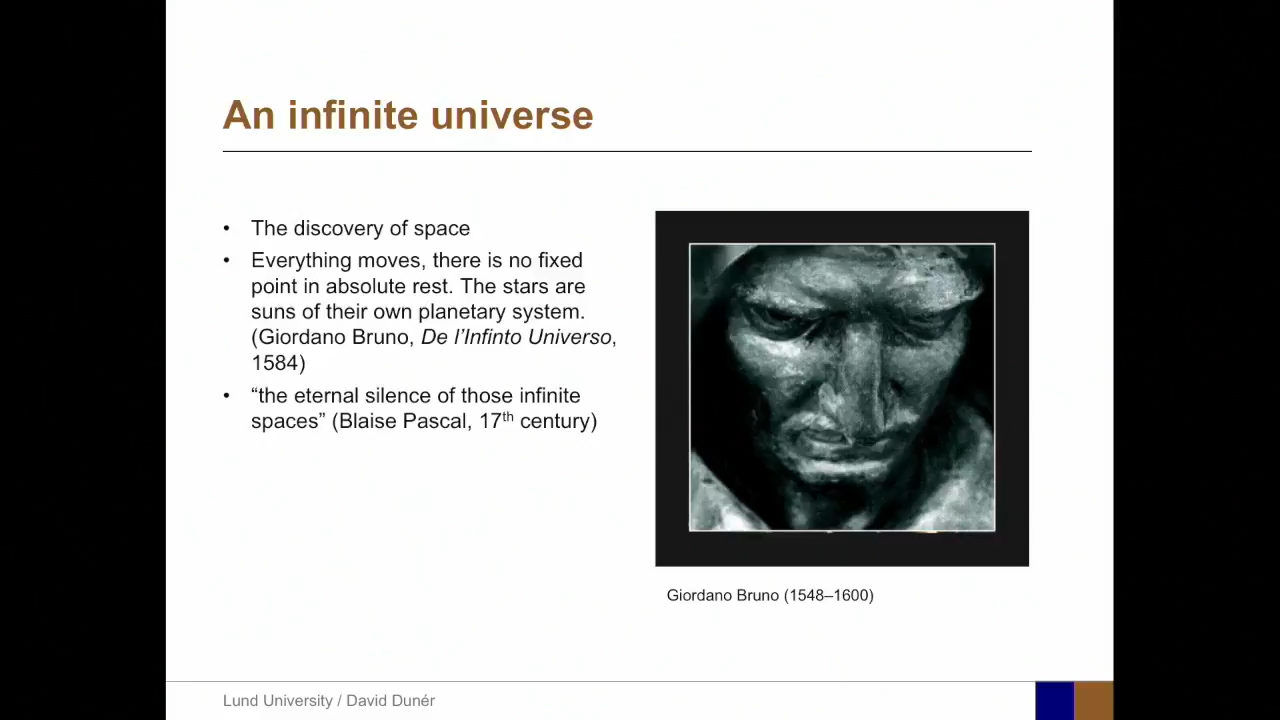 An infinite universe
• The discovery of space
• Everything moves, there is no fixed
point in absolute rest. The stars are
suns of their own planetary system.
(Giordano Bruno, De l’Infinto Universo,
1584)
• “the eternal silence of those infinite
spaces” (Blaise Pascal, 17th century)
Giordano Bruno (1548–1600)
Lund University / David Dunér